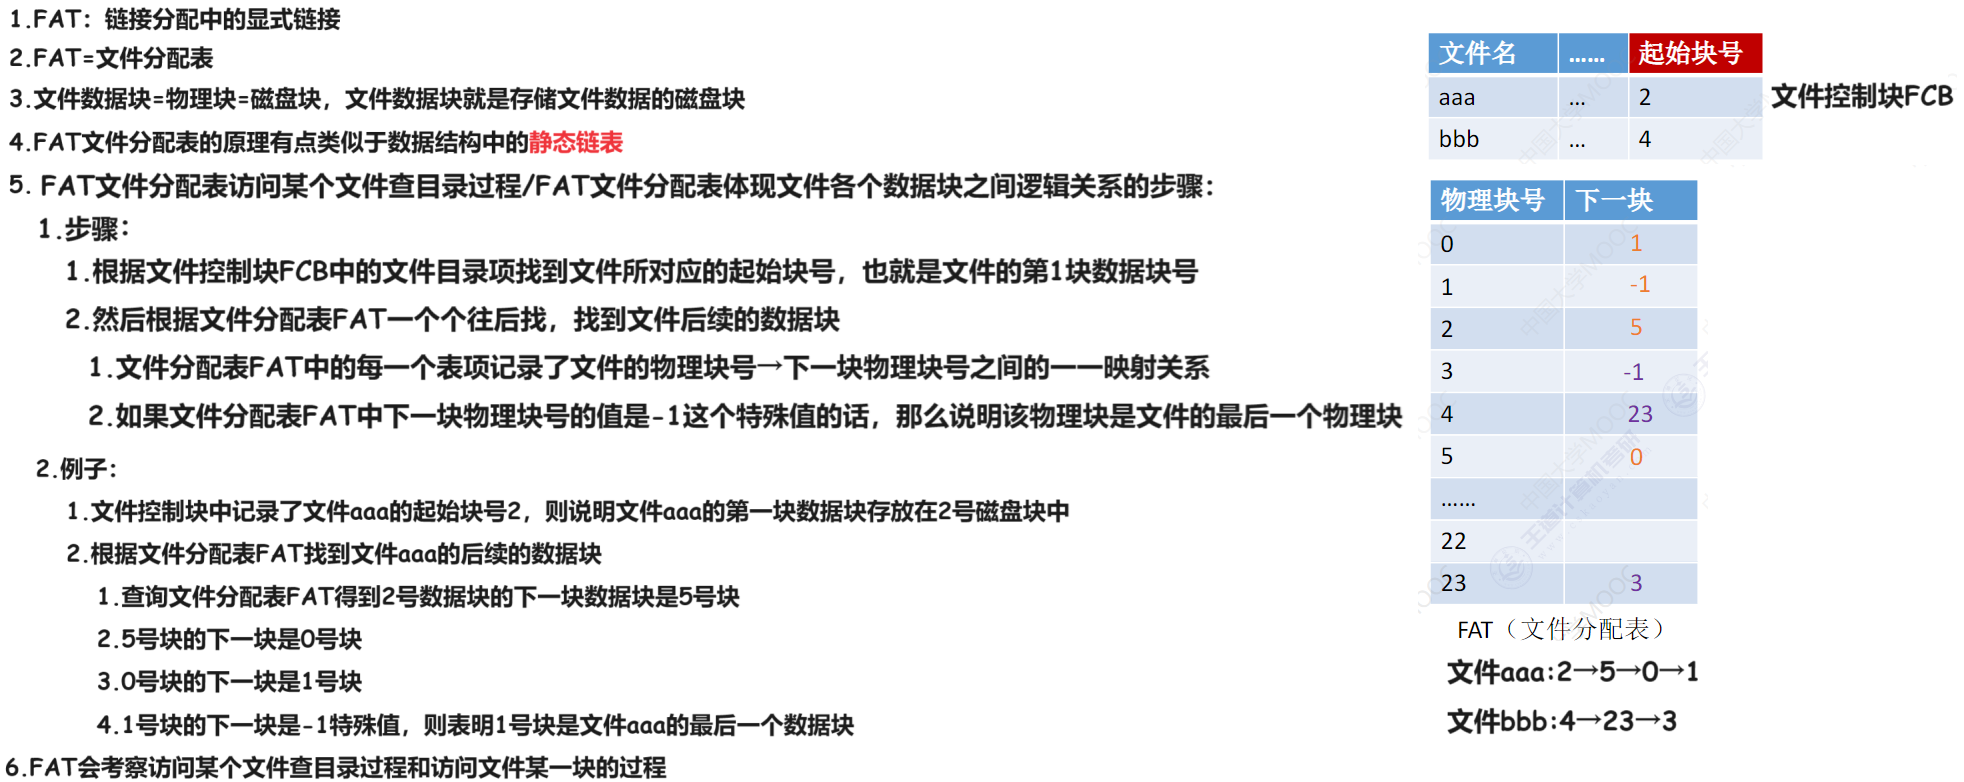 1.FAT：链接分配中的显式链接
2.FAT=文件分配表
3.文件数据块=物理块=磁盘块，文件数据块就是存储文件数据的磁盘块
4.FAT文件分配表的原理有点类似于数据结构中的静态链表
5. FAT文件分配表访问某个文件查目录过程/FAT文件分配表体现文件各个数据块之间逻辑关系的步骤：
1.步骤：
1.根据文件控制块FCB中的文件目录项找到文件所对应的起始块号，也就是文件的第1块数据块号
2.然后根据文件分配表FAT一个个往后找，找到文件后续的数据块
1.文件分配表FAT中的每一个表项记录了文件的物理块号→下一块物理块号之间的一一映射关系
2.如果文件分配表FAT中下一块物理块号的值是-1这个特殊值的话，那么说明该物理块是文件的最后一个物理块
2.例子：
1.文件控制块中记录了文件aaa的起始块号2，则说明文件aaa的第一块数据块存放在2号磁盘块中
2.根据文件分配表FAT找到文件aaa的后续的数据块
1.查询文件分配表FAT得到2号数据块的下一块数据块是5号块
2.5号块的下一块是0号块
3.0号块的下一块是1号块
4.1号块的下一块是-1特殊值，则表明1号块是文件aaa的最后一个数据块
6.FAT会考察访问某个文件查目录过程和访问文件某一块的过程
文件名 …… 起始块号
aaa … 2
bbb … 4
文件控制块FCB
物理块号 下一块
0 1
1 -1
2 5
3 -1
4 23
5 0
……
22
23 3
FAT（文件分配表）
文件aaa:2→5→0→1
文件bbb:4→23→3